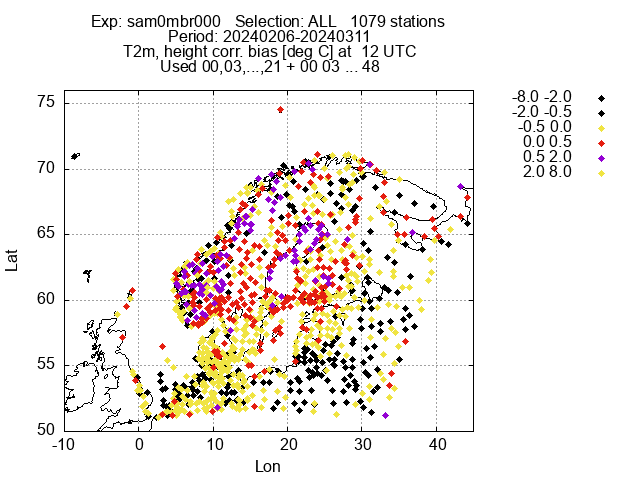 Exp: sam0mbr000 Selection: ALL 1079 stations
Period: 20240206-20240311
T2m, height corr. bias [deg C] at 12 UTC
Used 00,03,...,21 + 00 03 ... 48
-8.0 -2.0
-2.0 -0.5
-0.5 0.0
0.0 0.5
0.5 2.0
2.0 8.0
75
70
65
60
55
50
Lat
-10 0 10 20 30 40
Lon